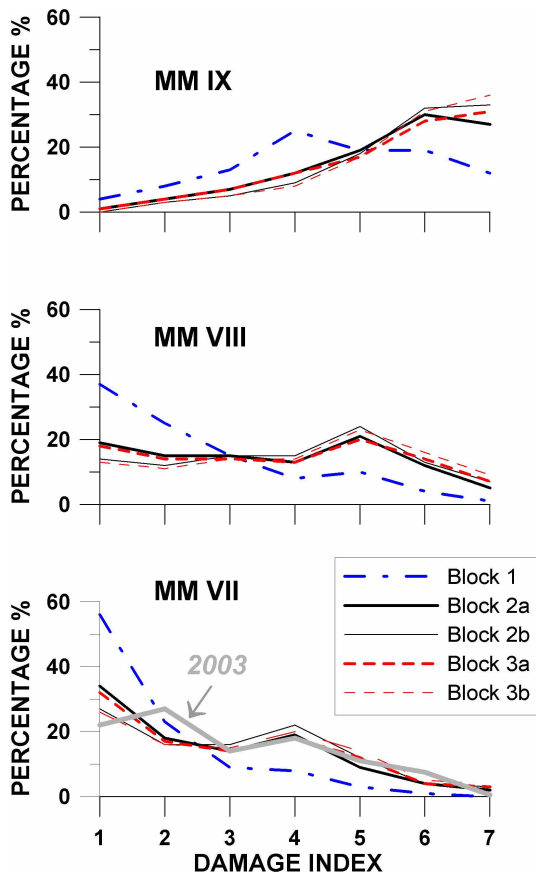 60
MM IX
40
20
0
PERCENTAGE %
60
MM VIII
40
20
0
PERCENTAGE %
MM VII
60
40
20
0
PERCENTAGE %
2003
Block 1
Block 2a
Block 2b
Block 3a
Block 3b
1 2 3 4 5 6 7
DAMAGE INDEX